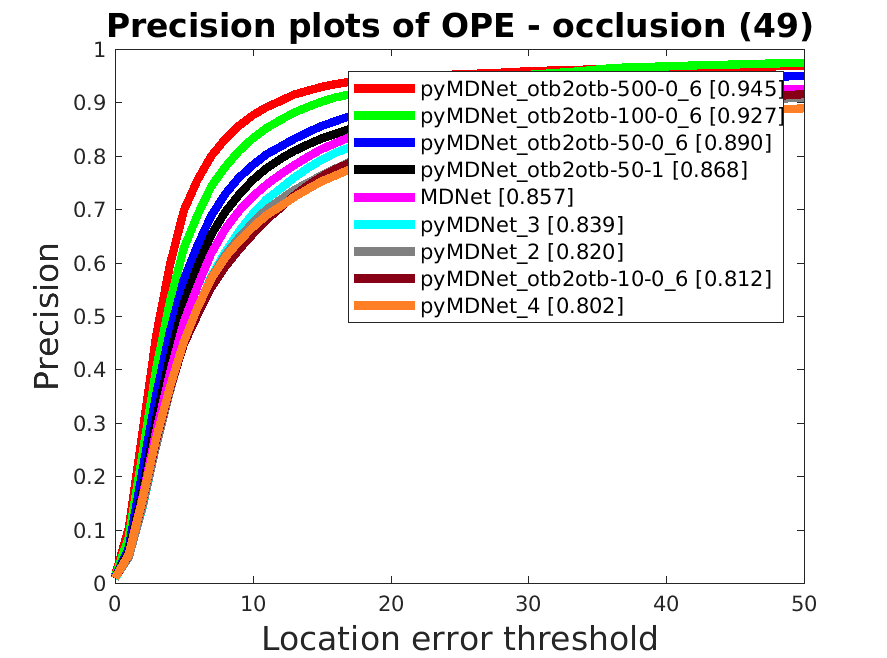 Precision plots of OPE - occlusion (49)
1
0.9
0.8
0.7
0.6
0.5
0.4
0.3
0.2
0.1
0
Precision
pyMDNet_otb2otb-500-0_6 [0.945]
pyMDNet_otb2otb-100-0_6 [0.927]
pyMDNet_otb2otb-50-0_6 [0.890]
pyMDNet_otb2otb-50-1 [0.868]
MDNet [0.857]
pyMDNet_3 [0.839]
pyMDNet_2 [0.820]
pyMDNet_otb2otb-10-0_6 [0.812]
pyMDNet_4 [0.802]
0 10 20 30 40 50
Location error threshold